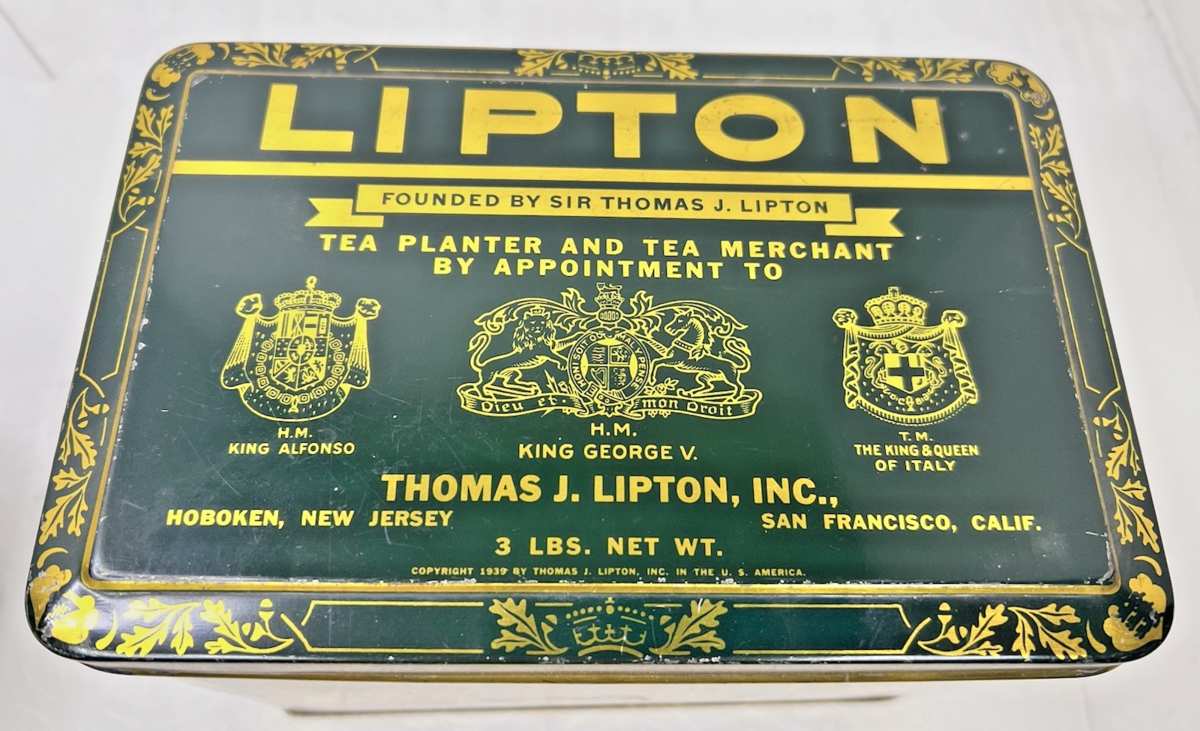 LIPTON
FOUNDED BY SIR THOMAS J. LIPTON
TEA PLANTER AND TEA MERCHANT
BY APPOINTMENT TO
Dieu et mon Droit
H.M.
KING ALFONSO
H.M.
KING GEORGE V.
T.M.
THE KING & QUEEN
OF ITALY
THOMAS J. LIPTON, INC.,
HOBOKEN, NEW JERSEY
SAN FRANCISCO, CALIF.
3 LBS. NET WT.
COPYRIGHT 1939 BY THOMAS J. LIPTON, INC. IN THE U. S. AMERICA.